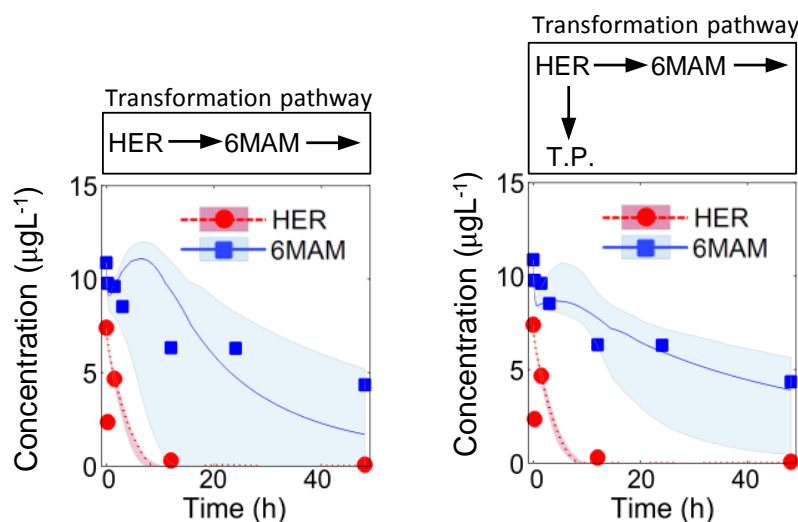 Transformation pathway
HER → 6MAM →
15
10
5
0
Concentration (µgL⁻¹)
HER
6MAM
0 20 40
Time (h)
Transformation pathway
HER → 6MAM →
T.P.
15
10
5
0
Concentration (µgL⁻¹)
HER
6MAM
0 20 40
Time (h)